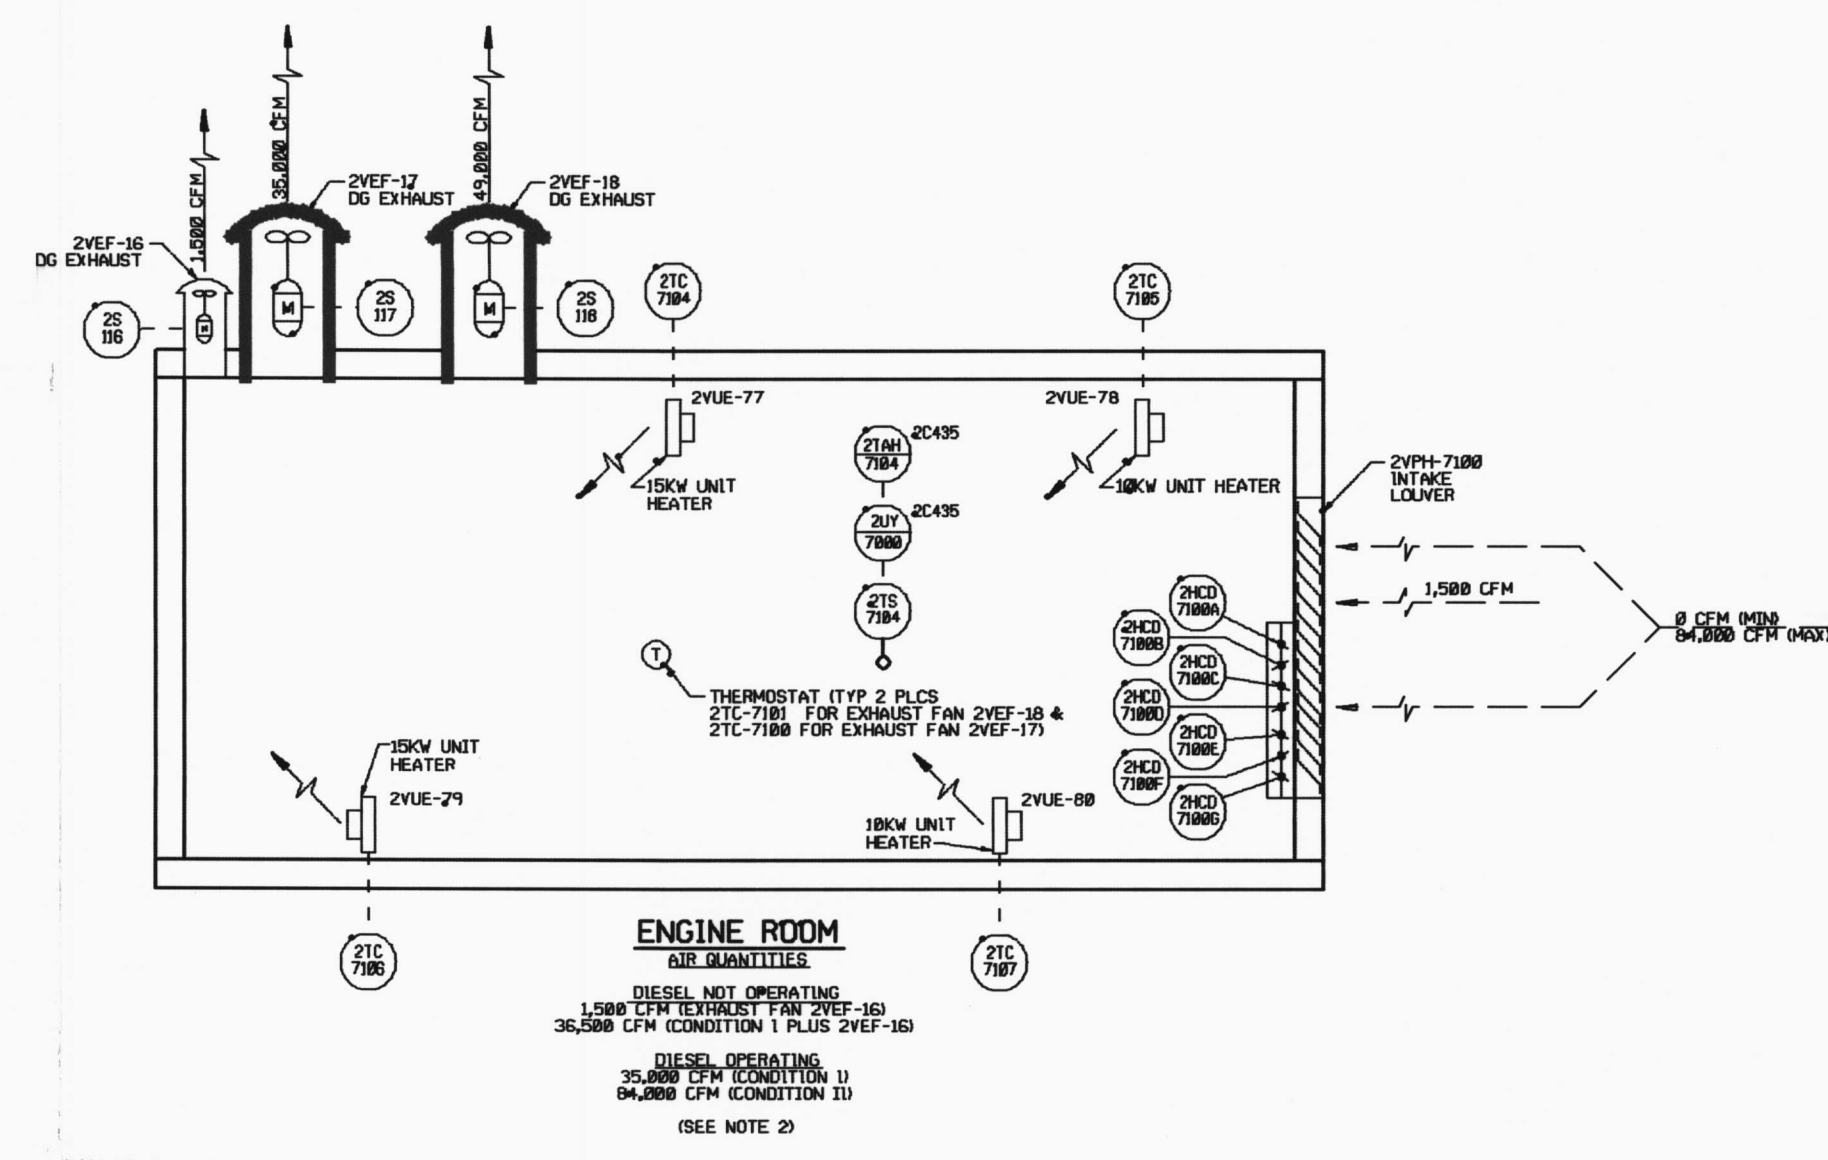 35,000 CFM
49,000 CFM
1,500 CFM
2VEF-17
DG EXHAUST
2VEF-18
DG EXHAUST
2VEF-16
DG EXHAUST
2S
116
M
M
2S
117
M
2S
118
2TC
7104
2TC
7105
2VUE-77
2VUE-78
2TAH
7104
2C435
15KW UNIT
HEATER
10KW UNIT HEATER
2VPH-7100
INTAKE
LOUVER
2UY
7000
2C435
2TS
7104
2HCD
7100A
2HCD
7100B
2HCD
7100C
2HCD
7100D
2HCD
7100E
2HCD
7100F
2HCD
7100G
1,500 CFM
0 CFM (MIN)
84,000 CFM (MAX)
T
THERMOSTAT (TYP 2 PLCS
2TC-7101 FOR EXHAUST FAN 2VEF-18 &
2TC-7100 FOR EXHAUST FAN 2VEF-17)
15KW UNIT
HEATER
2VUE-79
2VUE-80
10KW UNIT
HEATER
2TC
7106
2TC
7107
ENGINE ROOM
AIR QUANTITIES
DIESEL NOT OPERATING
1,500 CFM (EXHAUST FAN 2VEF-16)
36,500 CFM (CONDITION I PLUS 2VEF-16)
DIESEL OPERATING
35,000 CFM (CONDITION I)
84,000 CFM (CONDITION II)
(SEE NOTE 2)